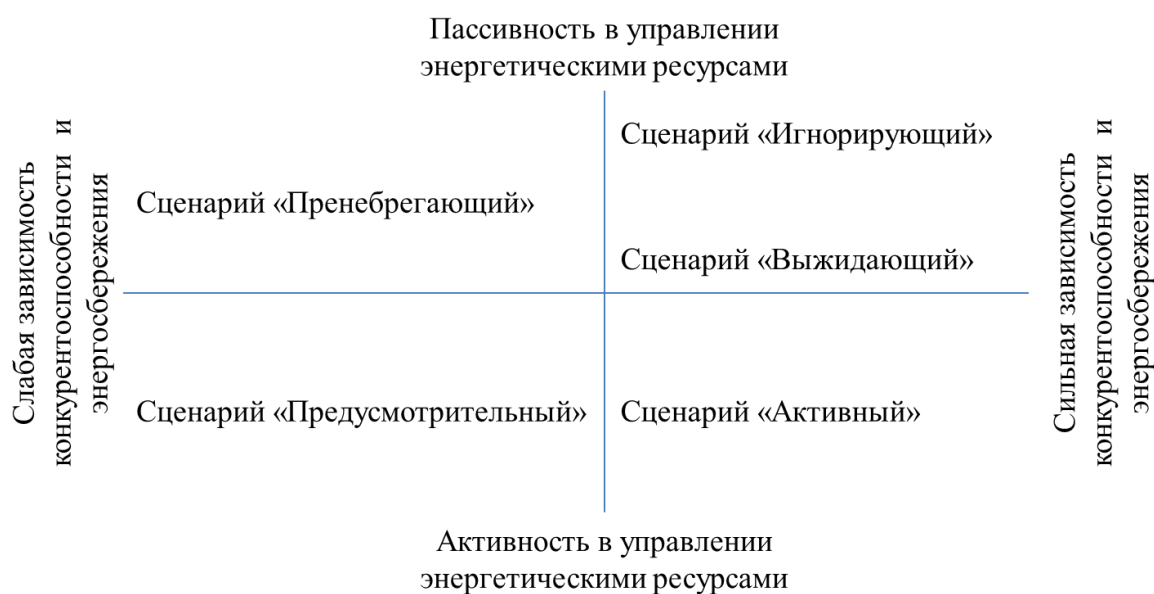 Пассивность в управлении
энергетическими ресурсами
Слабая зависимость
конкурентоспособности и
энергосбережения
Сценарий «Игнорирующий»
Сценарий «Пренебрегающий»
Сценарий «Выжидающий»
Сценарий «Предусмотрительный»
Сценарий «Активный»
Сильная зависимость
конкурентоспособности и
энергосбережения
Активность в управлении
энергетическими ресурсами